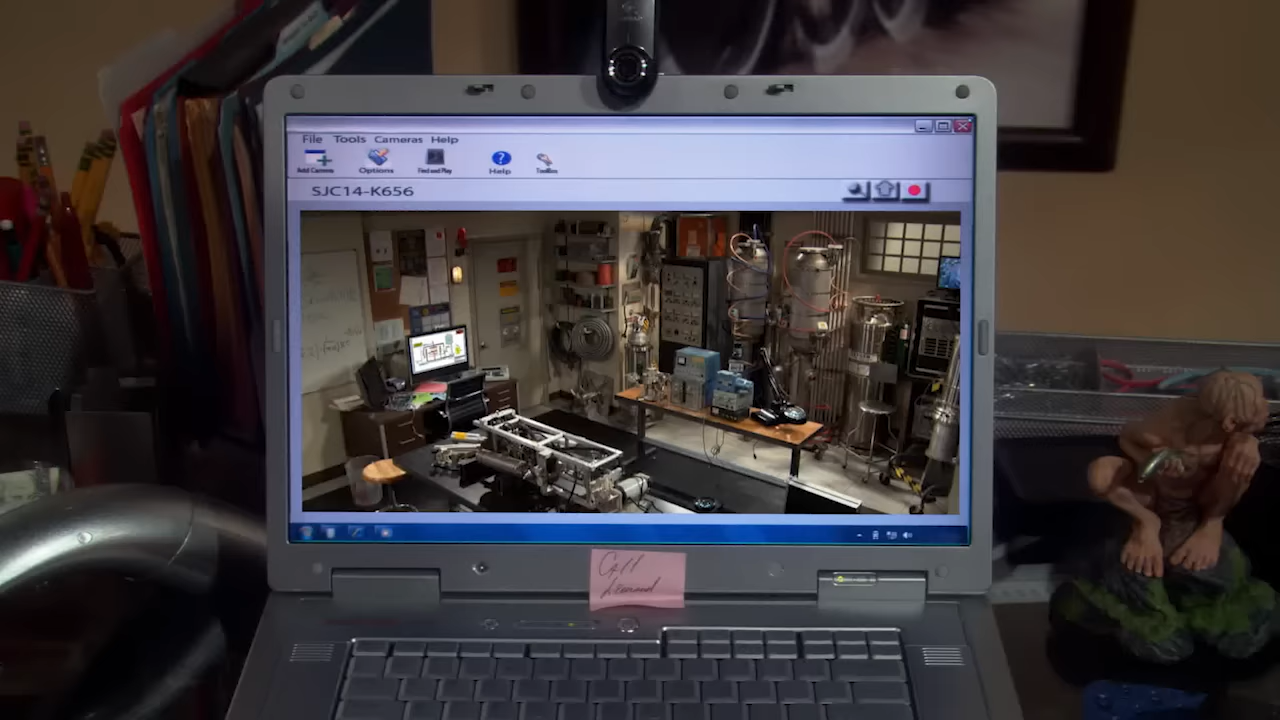 File Tools Cameras Help
Add Camera Options Find and Play Help Toolbox
SJC14-K656
Call
Leonard